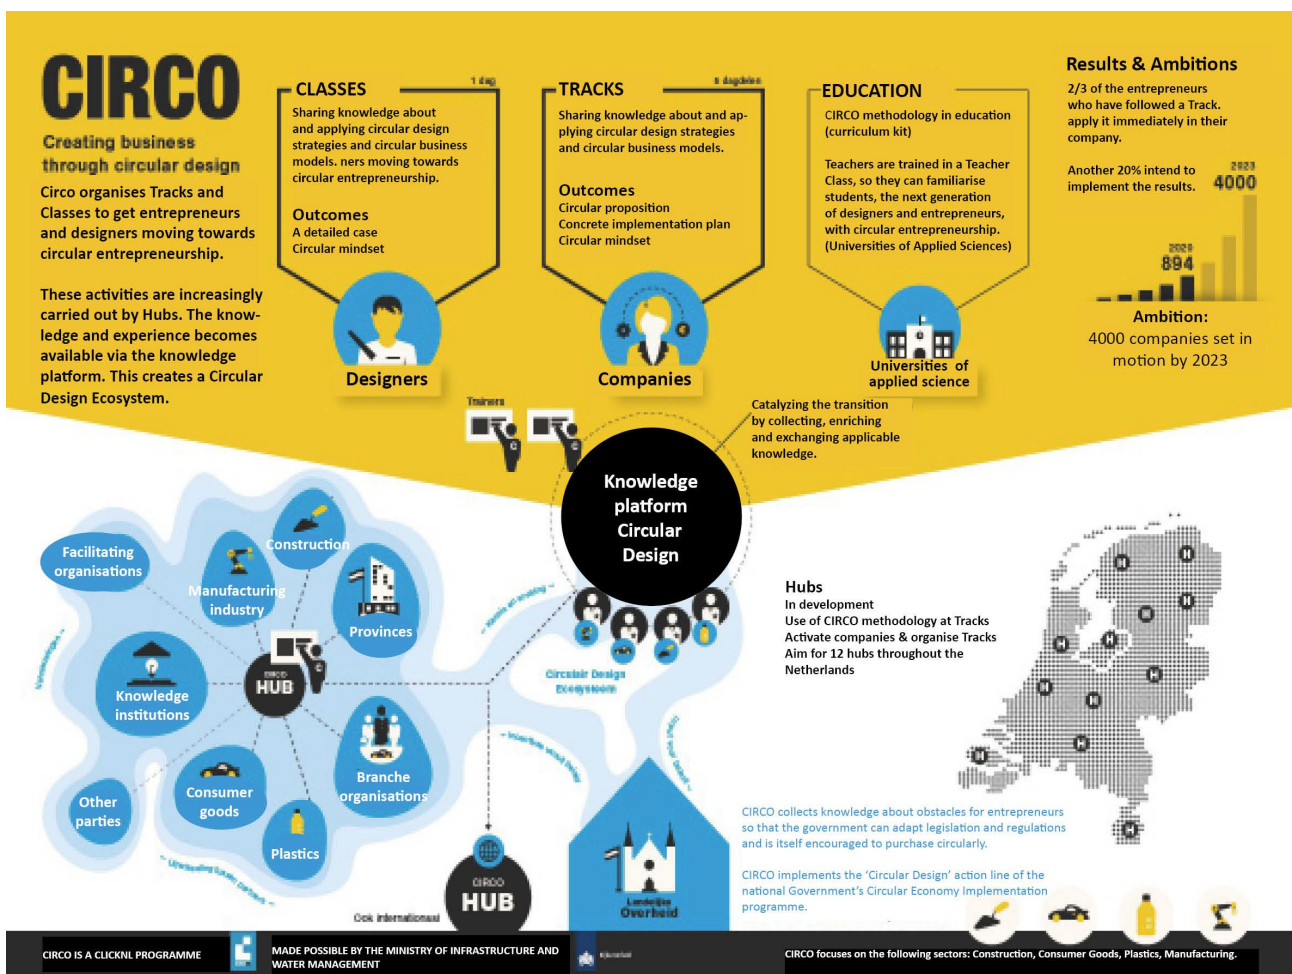 CIRCO
Creating business
through circular design
Circo organises Tracks and
Classes to get entrepreneurs
and designers moving towards
circular entrepreneurship.
These activities are increasingly
carried out by Hubs. The know-
ledge and experience becomes
available via the knowledge
platform. This creates a Circular
Design Ecosystem.
CLASSES
1 dag
Sharing knowledge about
and applying circular design
strategies and circular business
models. ners moving towards
circular entrepreneurship.
Outcomes
A detailed case
Circular mindset
Designers
TRACKS
dagdelen
Sharing knowledge about and ap-
plying circular design strategies
and circular business models.
Outcomes
Circular proposition
Concrete implementation plan
Circular mindset
Companies
EDUCATION
CIRCO methodology in education
(curriculum kit)
Teachers are trained in a Teacher
Class, so they can familiarise
students, the next generation
of designers and entrepreneurs,
with circular entrepreneurship.
(Universities of Applied Sciences)
Universities of
applied science
Results & Ambitions
2/3 of the entrepreneurs
who have followed a Track.
apply it immediately in their
company.
Another 20% intend to
implement the results.
2023
4000
2020
894
Ambition:
4000 companies set in
motion by 2023
Trainers
Catalyzing the transition
by collecting, enriching
and exchanging applicable
knowledge.
Knowledge
platform
Circular
Design
Facilitating
organisations
Construction
Manufacturing
industry
Provinces
Knowledge
institutions
CIRCO
HUB
Branche
organisations
Consumer
goods
Other
parties
Plastics
Circulair Design
Ecosysteem
Hubs
In development
Use of CIRCO methodology at Tracks
Activate companies & organise Tracks
Aim for 12 hubs throughout the
Netherlands
H
H
H
H
H
H
H
H
H
H
H
H
CIRCO collects knowledge about obstacles for entrepreneurs
so that the government can adapt legislation and regulations
and is itself encouraged to purchase circularly.
CIRCO implements the ‘Circular Design’ action line of the
national Government’s Circular Economy Implementation
programme.
Landelijke
Overheid
CIRCO
HUB
Ook internationaal
CIRCO IS A CLICKNL PROGRAMME
MADE POSSIBLE BY THE MINISTRY OF INFRASTRUCTURE AND
WATER MANAGEMENT
CIRCO focuses on the following sectors: Construction, Consumer Goods, Plastics, Manufacturing.